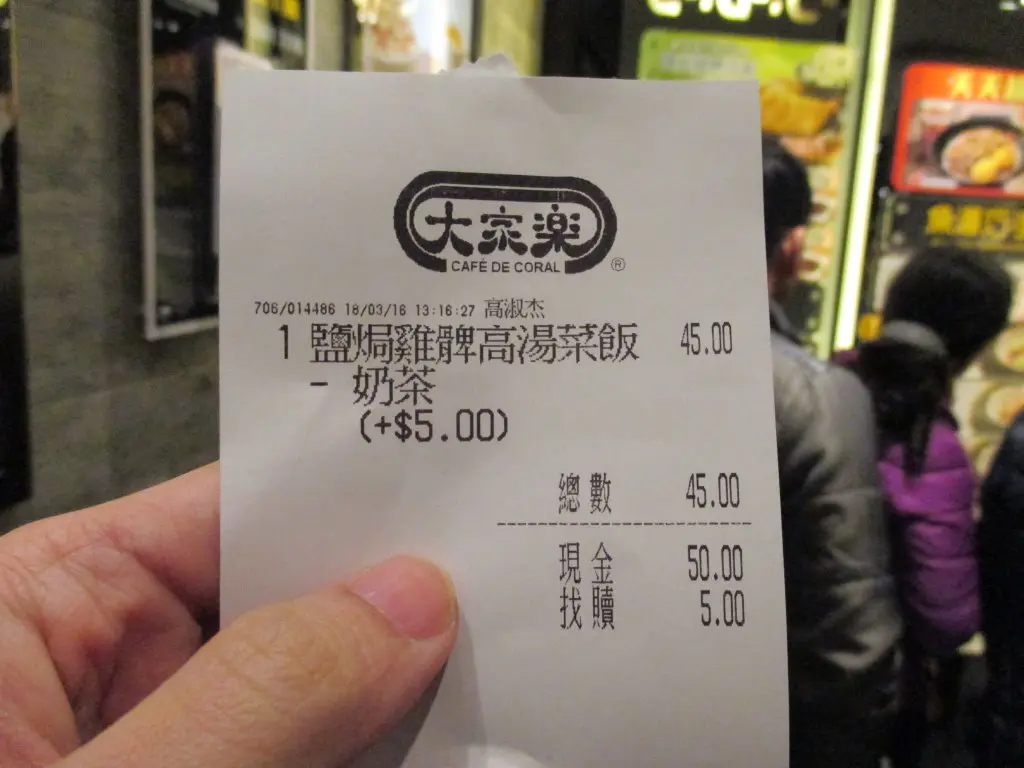 大家楽
CAFÉ DE CORAL ®
706/014486 18/03/16 13:16:27 高淑杰
1 鹽焗雞髀高湯菜飯 45.00
- 奶茶
(+$5.00)
總數 45.00
現金 50.00
找贖 5.00